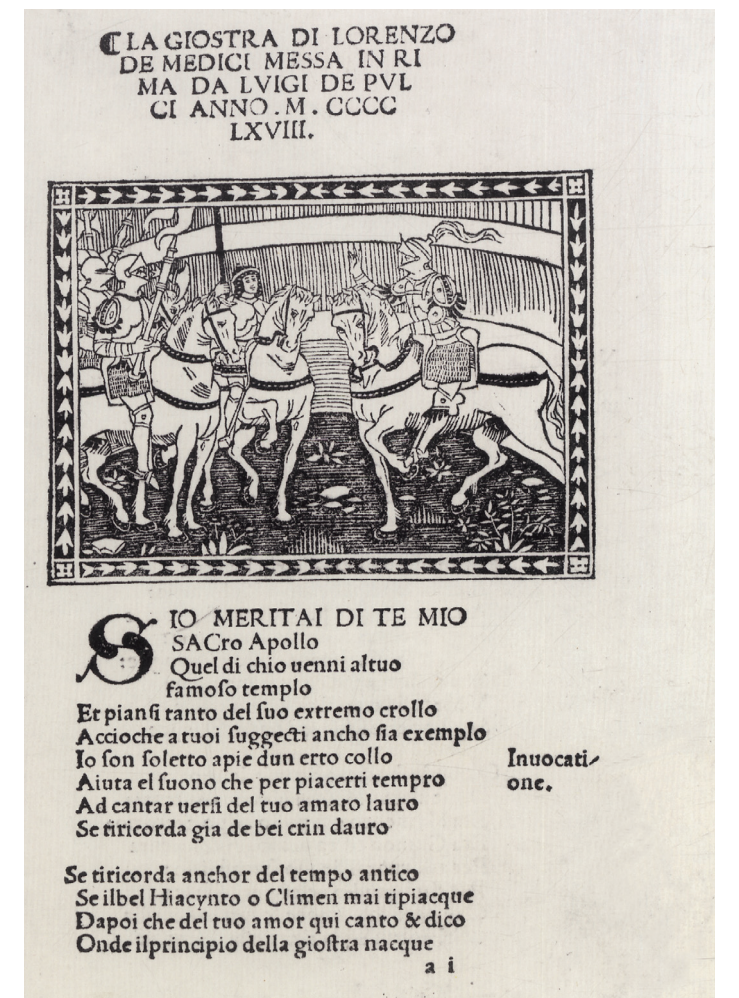 ⸿ LA GIOSTRA DI LORENZO
DE MEDICI MESSA IN RI
MA DA LVIGI DE PVL
CI ANNO. M. CCCC
LXVIII.
SIO MERITAI DI TE MIO
SACro Apollo
Quel di chio uenni altuo
famoſo templo
Et pianſi tanto del ſuo extremo crollo
Accioche a tuoi ſuggecti ancho ſia exemplo
Io ſon ſoletto apie dun erto collo
Inuocati-
Aiuta el ſuono che per piacerti tempro
one.
Ad cantar uerſi del tuo amato lauro
Se tiricorda gia de bei crin dauro
Se tiricorda anchor del tempo antico
Se ilbel Hiacynto o Climen mai tipiacque
Dapoi che del tuo amor qui canto & dico
Onde ilprincipio della gioſtra nacque
a i